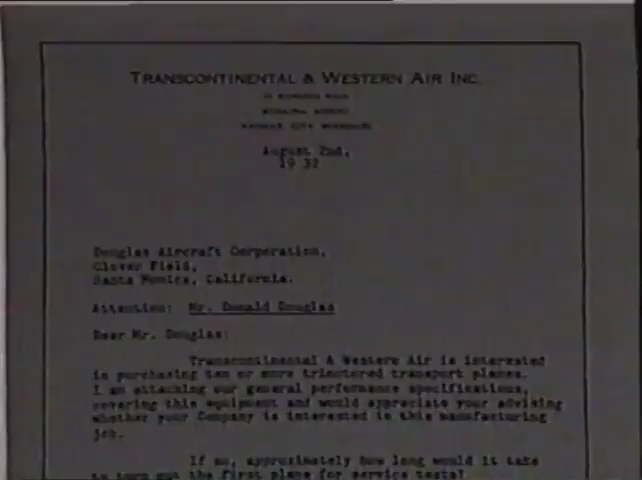 TRANSCONTINENTAL & WESTERN AIR INC.
August 2nd,
19 32
Douglas Aircraft Corporation,
Clover Field,
Santa Monica, California.
Attention: Mr. Donald Douglas
Dear Mr. Douglas:
Transcontinental & Western Air is interested
in purchasing ten or more trimotored transport planes.
I am attaching our general performance specifications,
covering this equipment and would appreciate your advising
whether your Company is interested in this manufacturing
job.
If so, approximately how long would it take
to turn out the first plane for service tests?